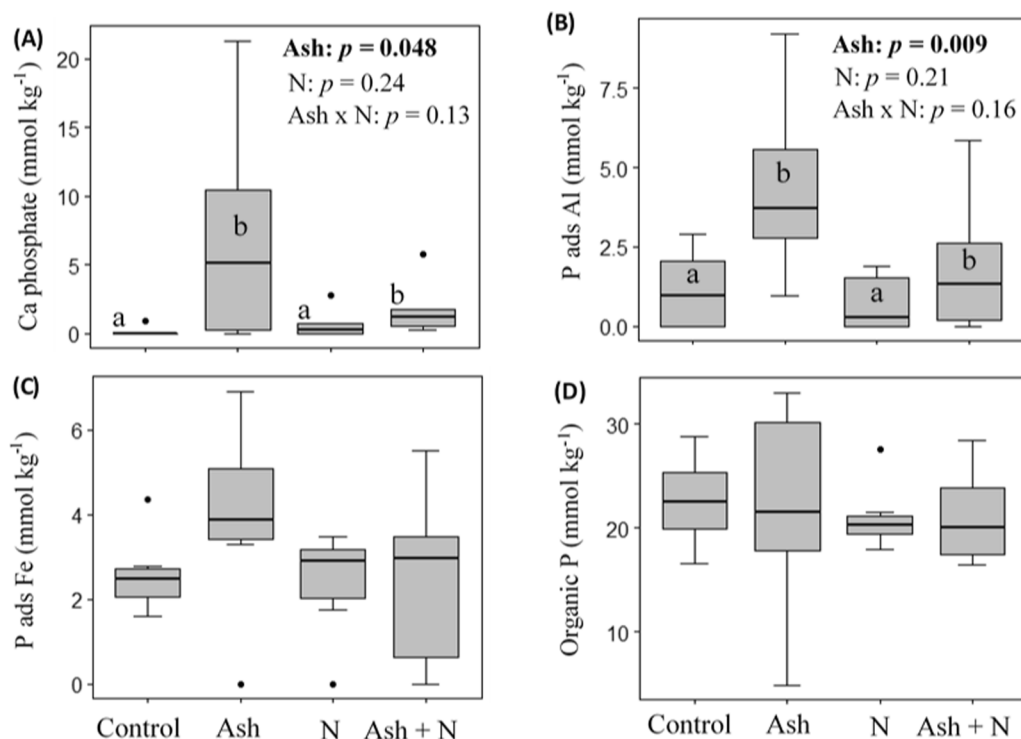 (A)
Ca phosphate (mmol kg-1)
20
15
10
5
0
Ash: p = 0.048
N: p = 0.24
Ash x N: p = 0.13
a
b
a
b
(B)
P ads Al (mmol kg-1)
7.5
5.0
2.5
0.0
Ash: p = 0.009
N: p = 0.21
Ash x N: p = 0.16
a
b
a
b
(C)
P ads Fe (mmol kg-1)
6
4
2
0
Control Ash N Ash + N
(D)
Organic P (mmol kg-1)
30
20
10
Control Ash N Ash + N